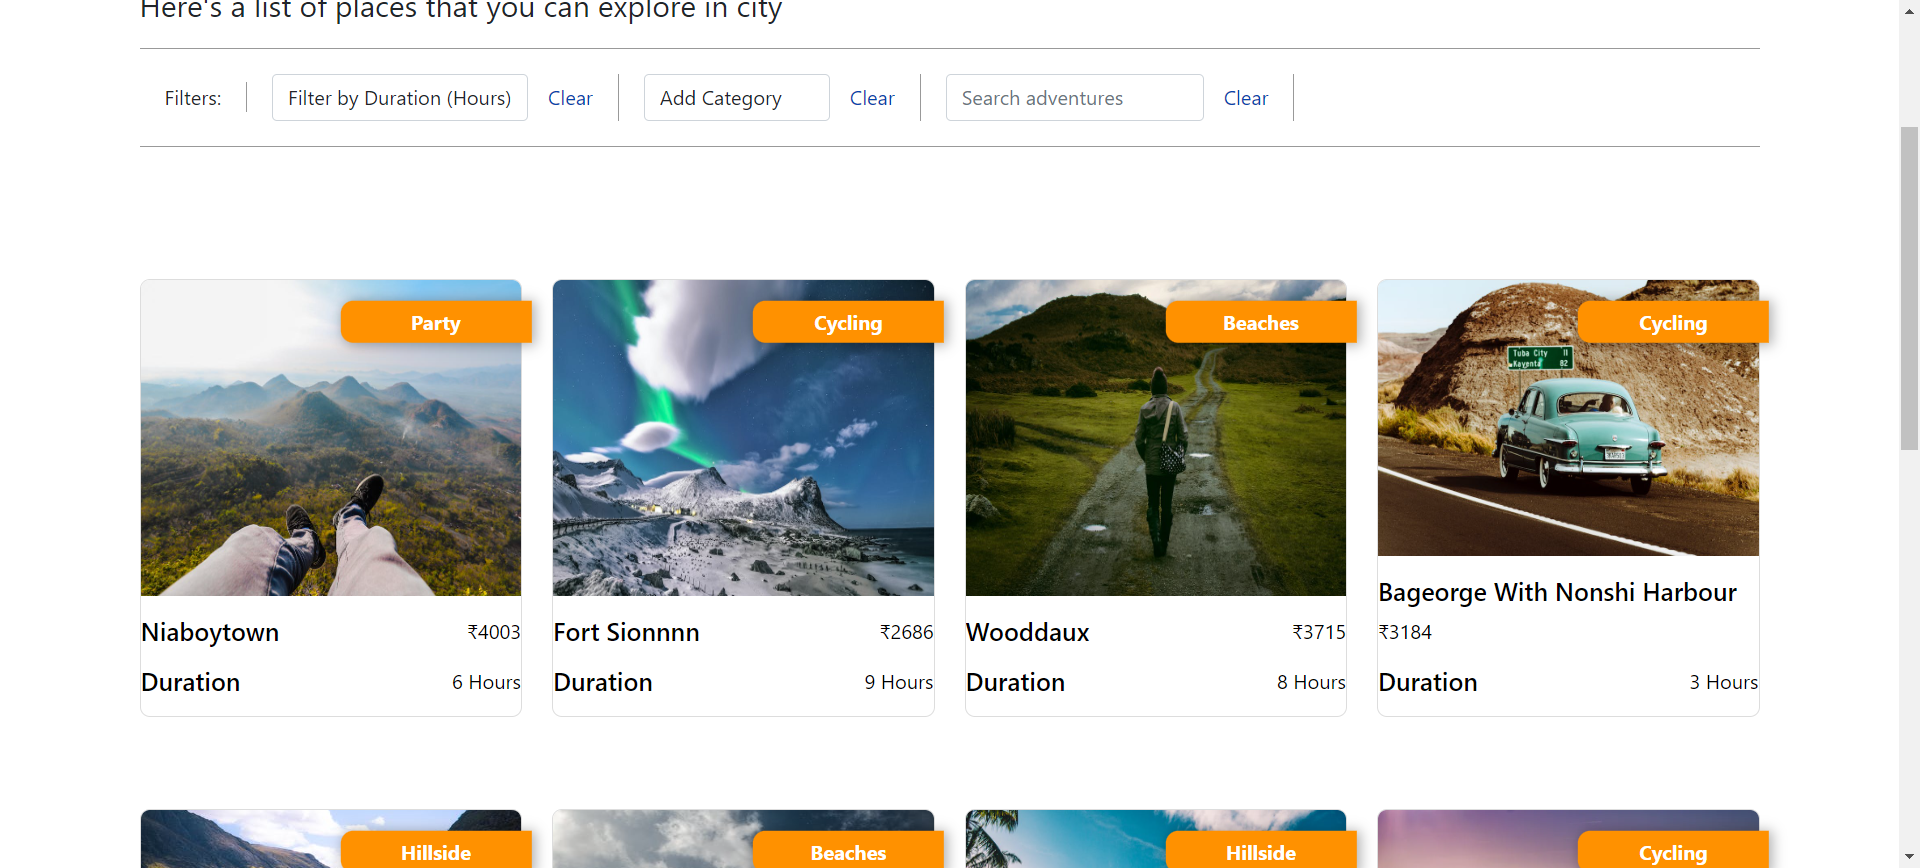 Here's a list of places that you can explore in city
Filters: Filter by Duration (Hours) Clear Add Category Clear Search adventures Clear
Party
Cycling
Beaches
Cycling
Tuba City 11
Kayenta 82
Niaboytown ₹4003
Duration 6 Hours
Fort Sionnnn ₹2686
Duration 9 Hours
Wooddaux ₹3715
Duration 8 Hours
Bageorge With Nonshi Harbour
₹3184
Duration 3 Hours
Hillside
Beaches
Hillside
Cycling